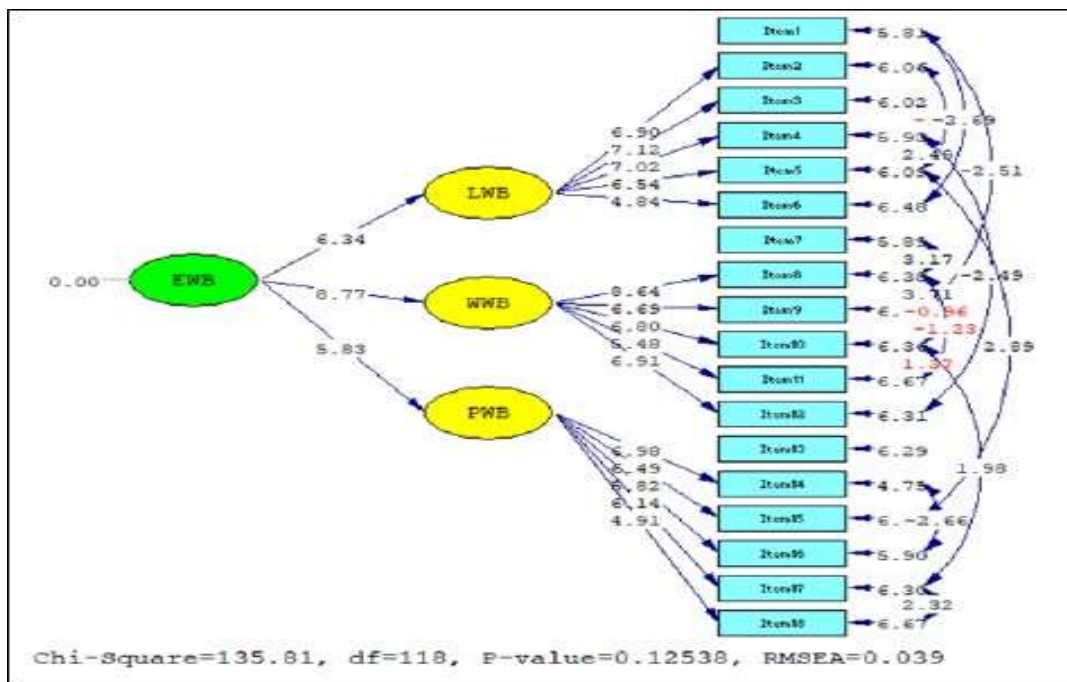 Item1 5.81
Item2 6.06
Item3 6.02
6.90 Item4 5.93 -3.69
7.12 2.46
7.02 Item5 6.09 -2.51
LWB 6.54
4.84 Item6 6.48
6.34 Item7 5.89
3.17
0.00 EWB Item8 6.36 -2.49
8.77 WWB 8.64 3.71
6.69 Item9 6. -0.96
6.80 -1.23
5.48 Item10 6.36 2.89
5.83 6.91 1.37
Item11 6.67
PWB Item12 6.31
Item13 6.29
6.98 1.98
6.49 Item14 4.75
6.82 Item15 6. -2.66
6.14
4.91 Item16 5.90
Item17 6.30
2.32
Item18 6.67
Chi-Square=135.81, df=118, P-value=0.12538, RMSEA=0.039